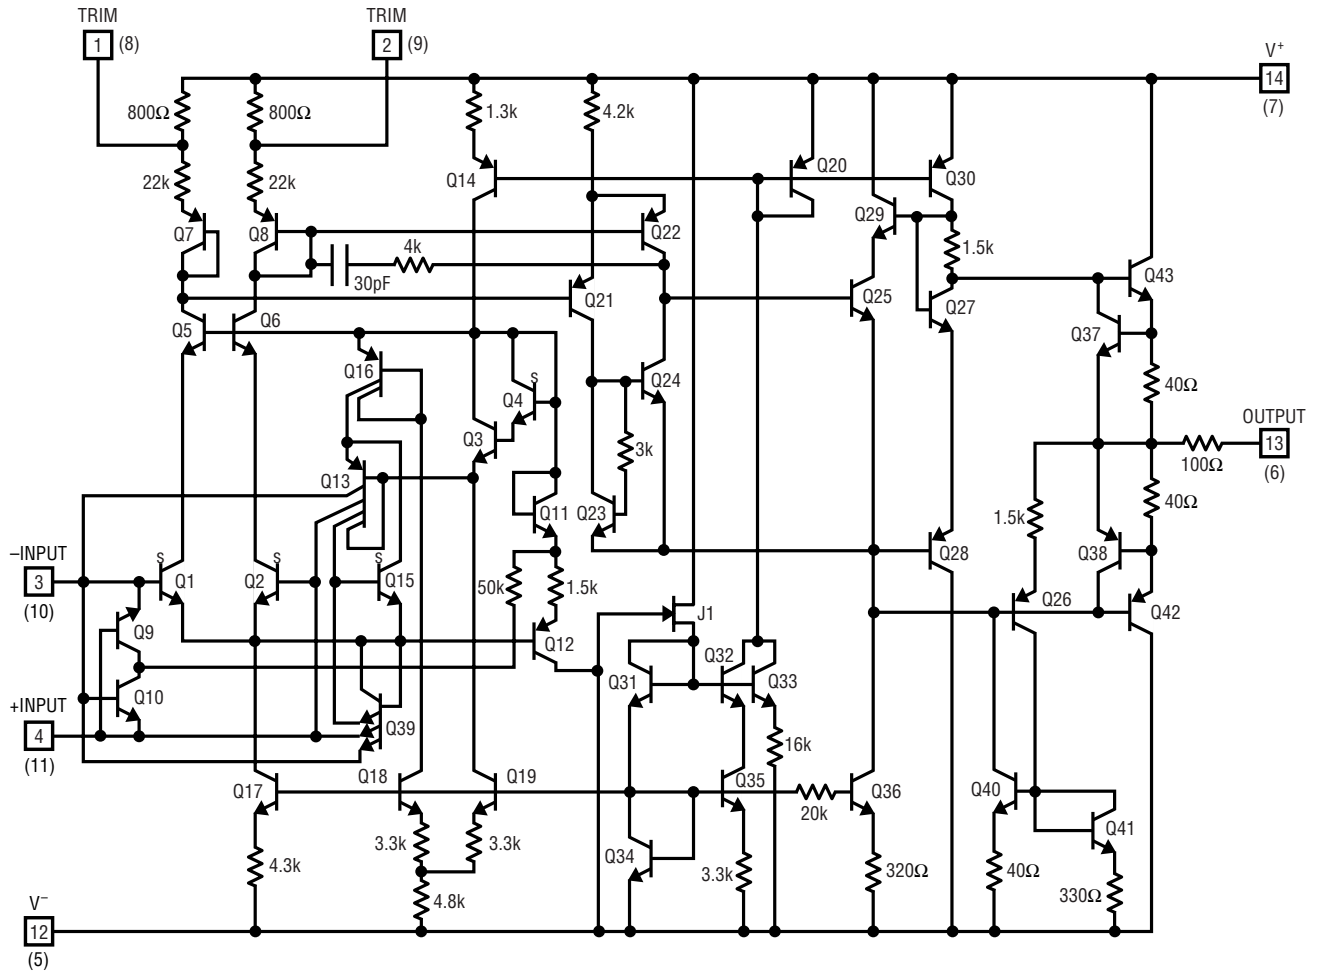 TRIM
1 (8)
TRIM
2 (9)
V+
14
(7)
800Ω
800Ω
1.3k
4.2k
22k
22k
Q14
Q20
Q30
Q7
Q8
Q22
Q29
4k
1.5k
30pF
Q21
Q25
Q27
Q43
Q5
Q6
Q37
Q16
s
Q4
Q24
40Ω
Q3
3k
OUTPUT
13
(6)
100Ω
Q13
40Ω
Q11
Q23
1.5k
–INPUT
3
(10)
s
Q1
Q2
s
s
Q15
50k
1.5k
Q28
Q38
Q9
Q12
J1
Q26
Q42
Q10
Q31
Q32
Q33
+INPUT
4
(11)
Q39
16k
Q17
Q18
Q19
Q35
20k
Q36
Q40
4.3k
3.3k
3.3k
Q34
Q41
4.8k
3.3k
320Ω
40Ω
330Ω
V–
12
(5)